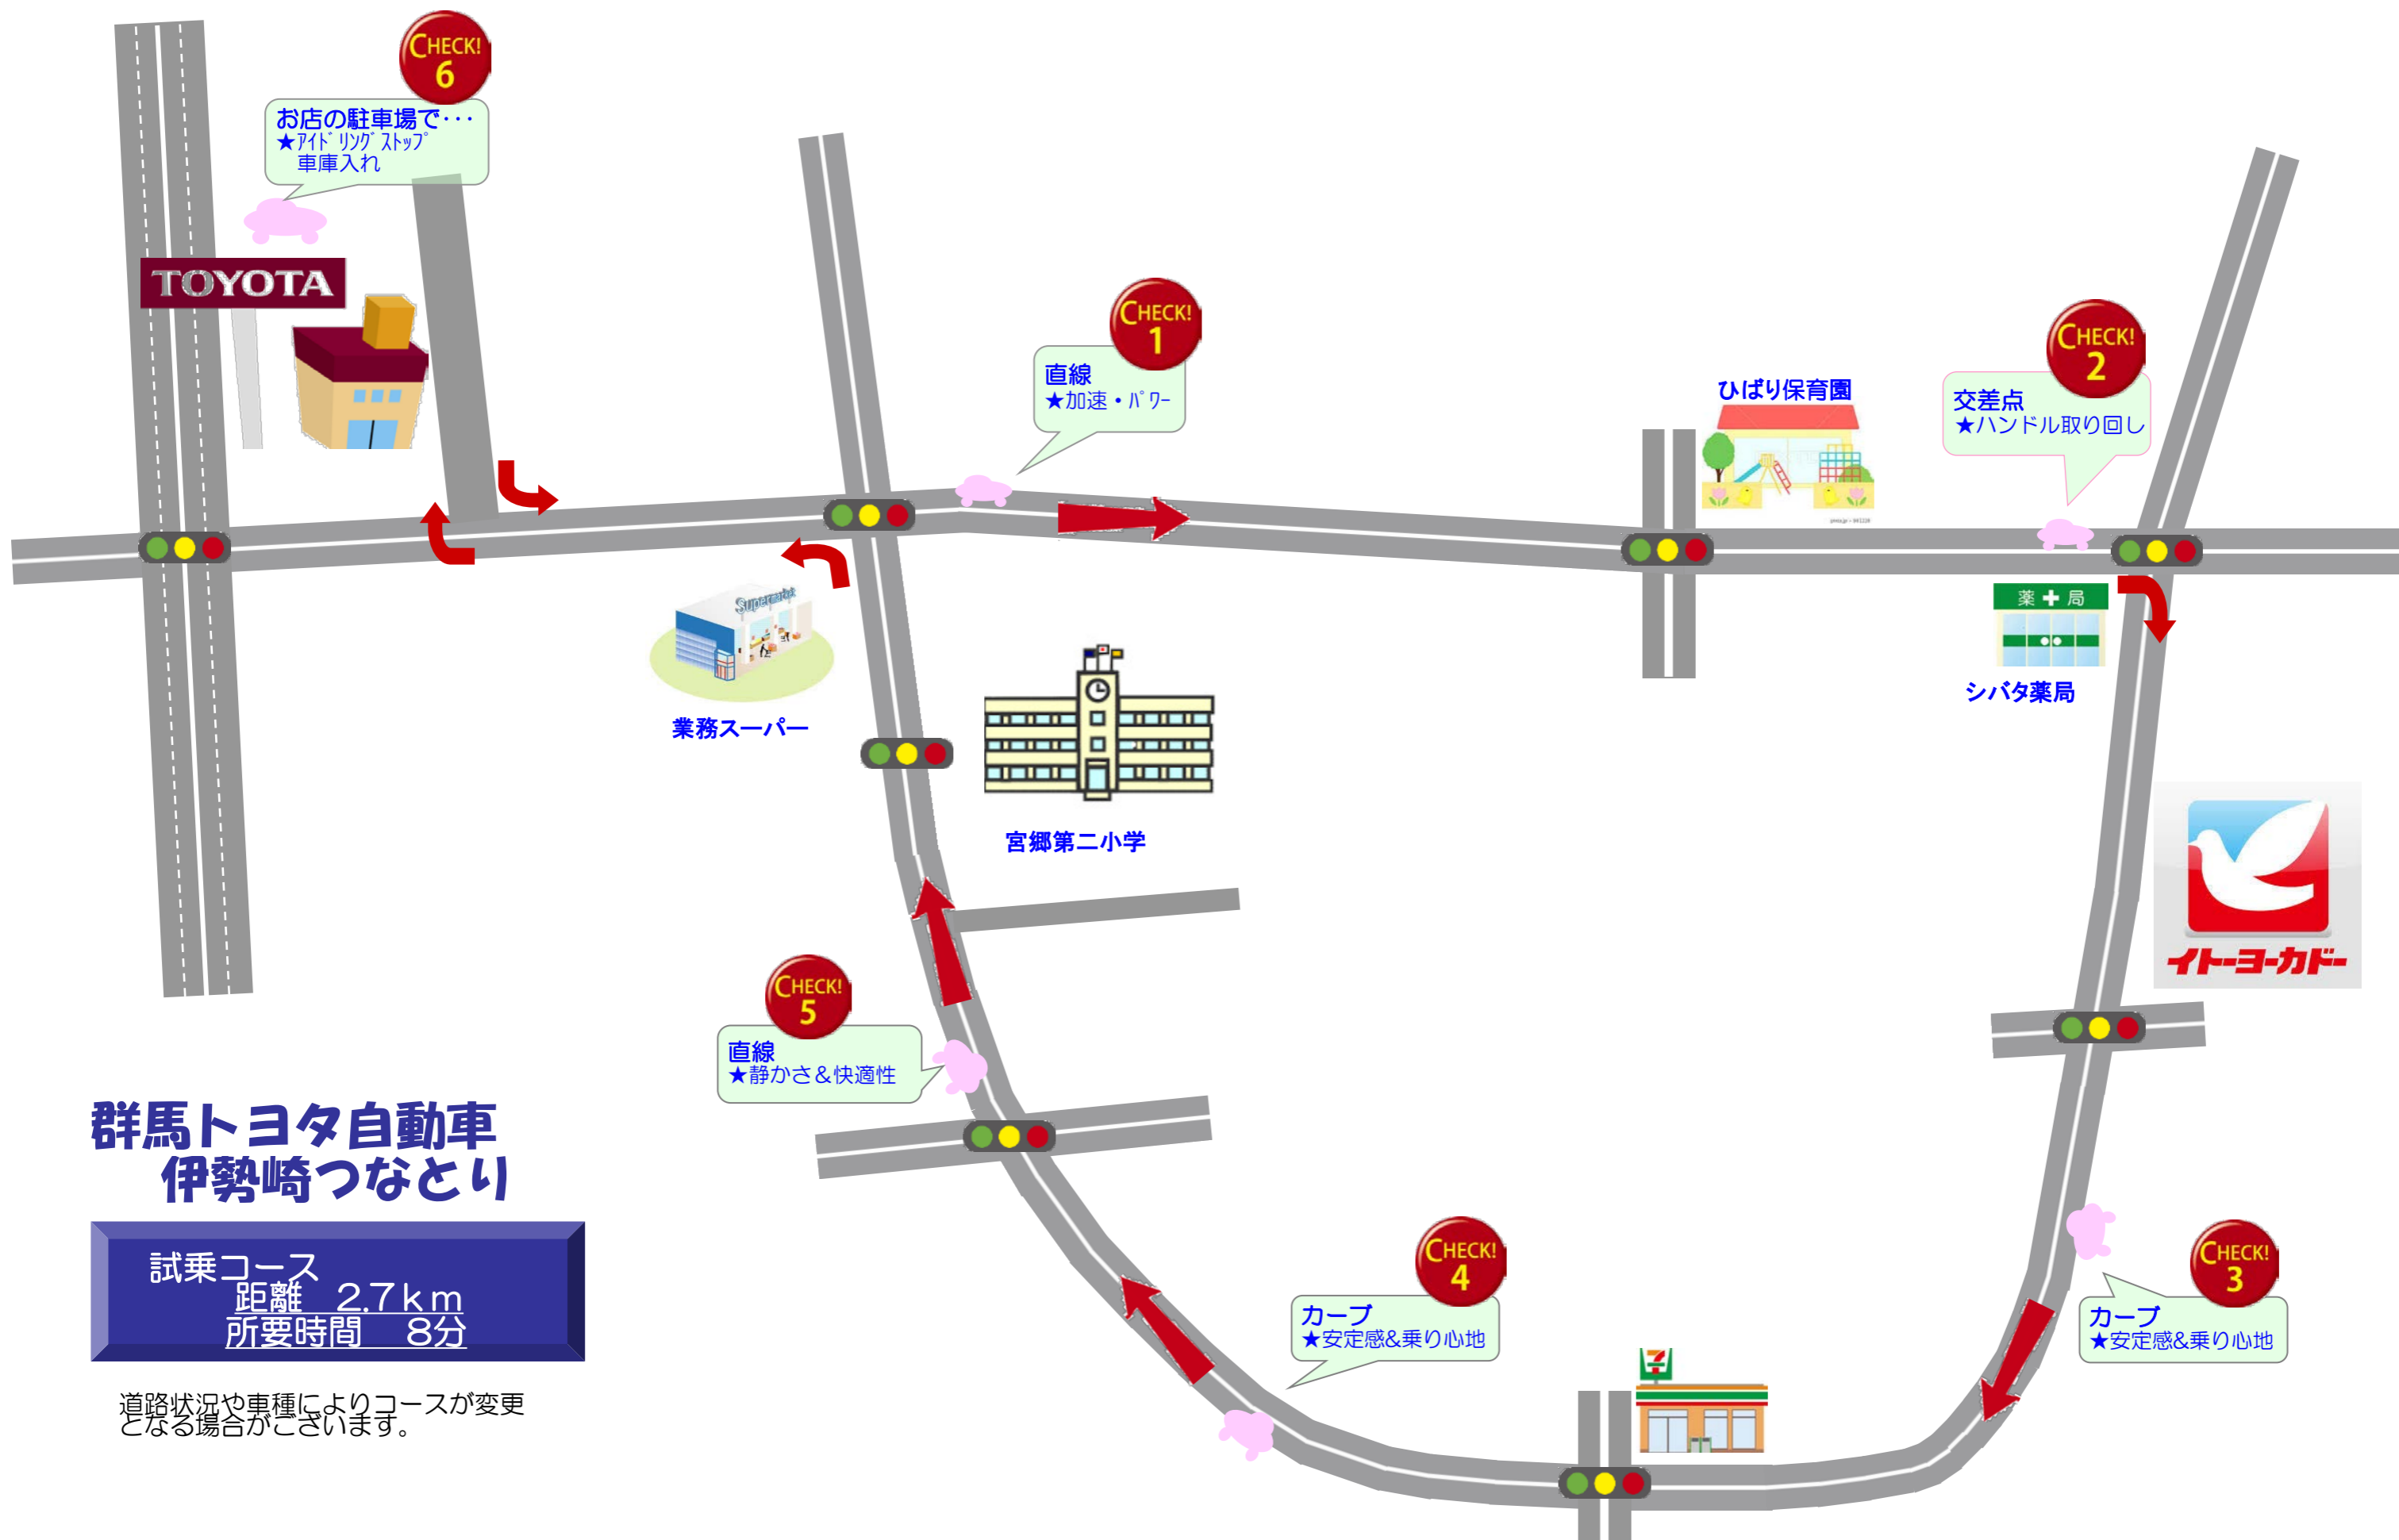 CHECK!
6
お店の駐車場で・・・
★ｱｲﾄﾞﾘﾝｸﾞｽﾄｯﾌﾟ
車庫入れ
TOYOTA
CHECK!
1
直線
★加速・ﾊﾟﾜｰ
ひばり保育園
CHECK!
2
交差点
★ハンドル取り回し
Supermarket
業務スーパー
薬 局
シバタ薬局
宮郷第二小学
イトーヨーカドー
CHECK!
5
直線
★静かさ＆快適性
CHECK!
4
カーブ
★安定感&乗り心地
CHECK!
3
カーブ
★安定感&乗り心地
7
群馬トヨタ自動車
伊勢崎つなとり
試乗コース
距離　2.7ｋｍ
所要時間　8分
道路状況や車種によりコースが変更
となる場合がございます。